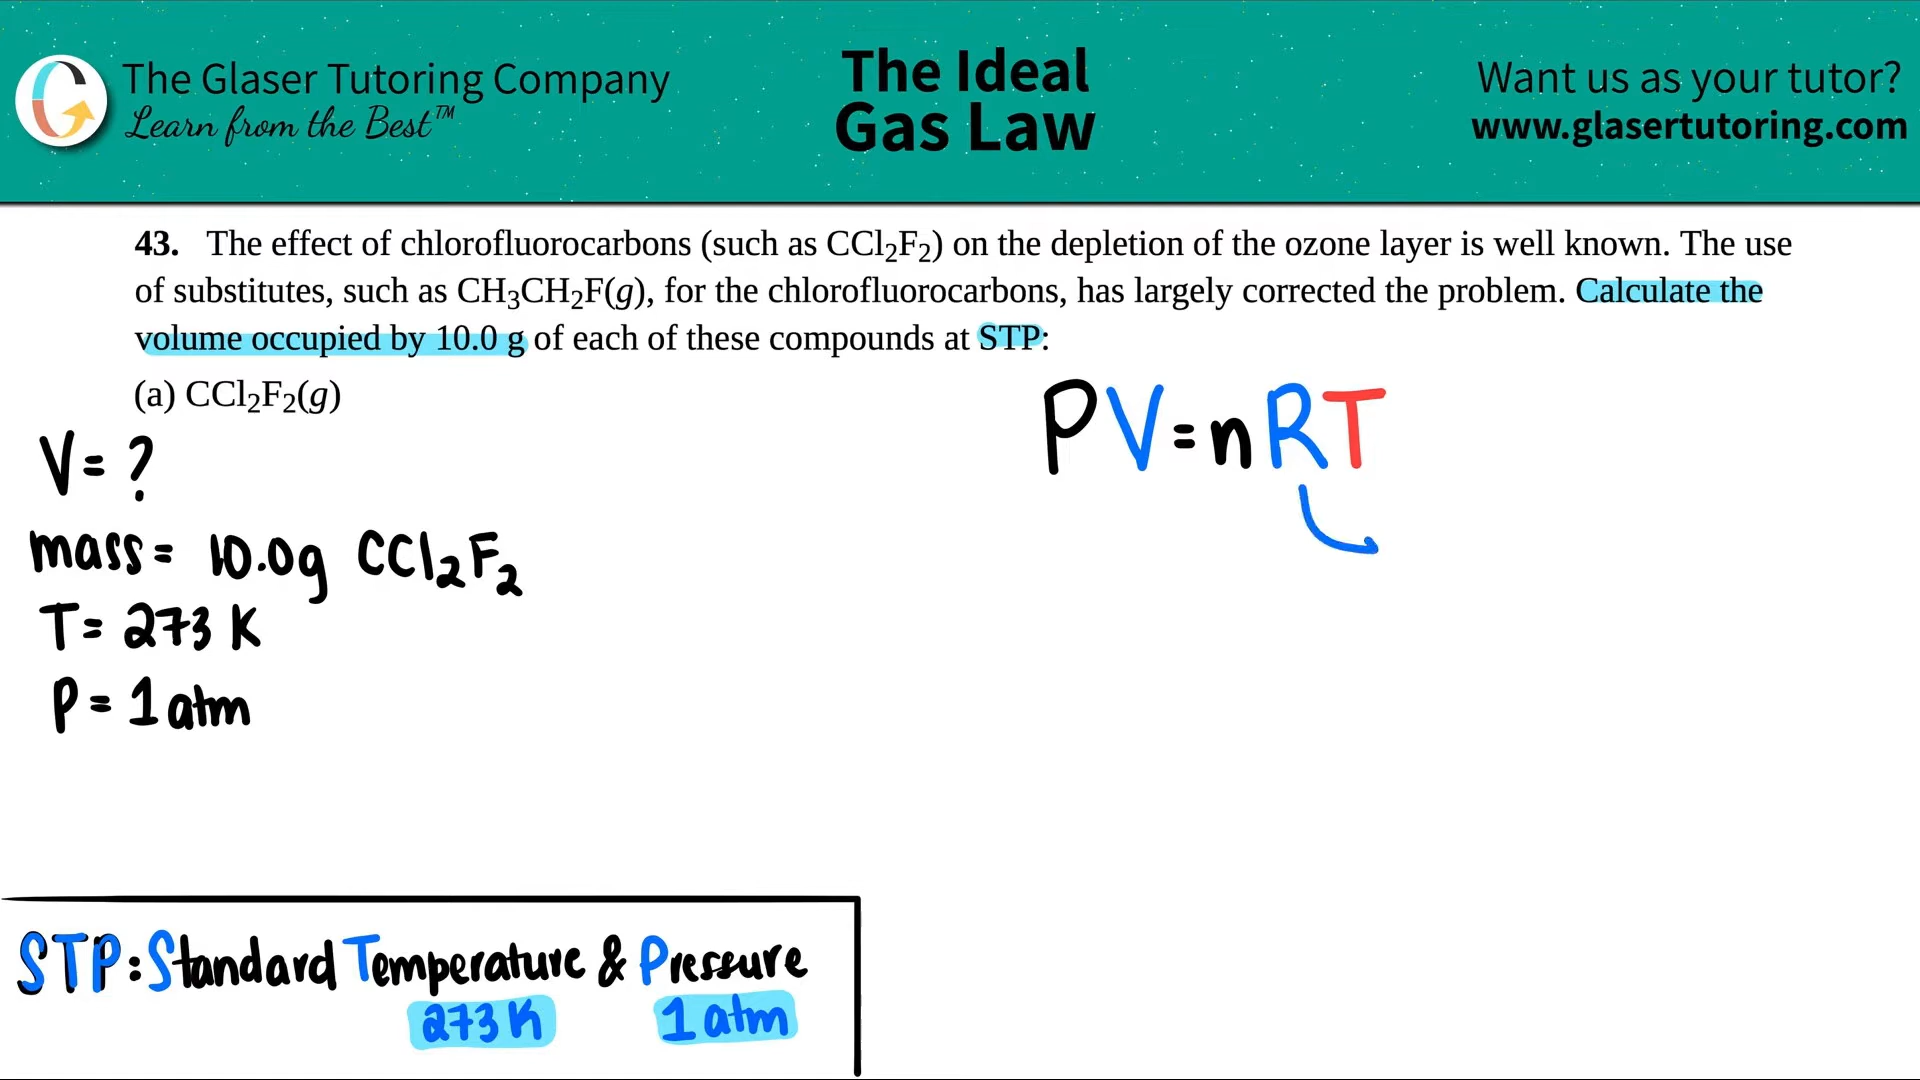 The Glaser Tutoring Company
Learn from the Best™
The Ideal
Gas Law
Want us as your tutor?
www.glasertutoring.com
43. The effect of chlorofluorocarbons (such as CCl₂F₂) on the depletion of the ozone layer is well known. The use
of substitutes, such as CH₃CH₂F(g), for the chlorofluorocarbons, has largely corrected the problem. Calculate the
volume occupied by 10.0 g of each of these compounds at STP:
(a) CCl₂F₂(g)
PV=nRT
V= ?
mass= 10.0g CCl₂F₂
T= 273 K
P= 1 atm
STP: Standard Temperature & Pressure
273 K 1 atm